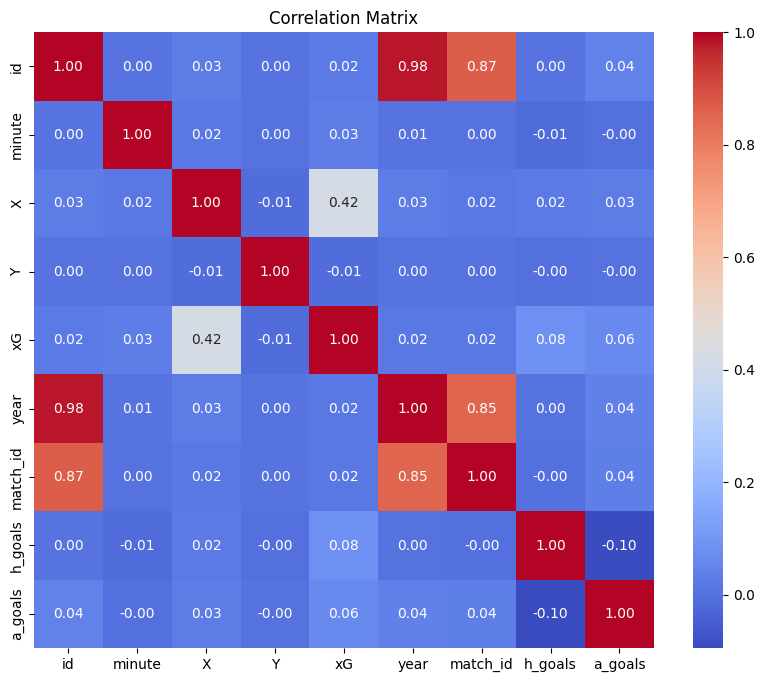 Correlation Matrix
id 1.00 0.00 0.03 0.00 0.02 0.98 0.87 0.00 0.04
minute 0.00 1.00 0.02 0.00 0.03 0.01 0.00 -0.01 -0.00
X 0.03 0.02 1.00 -0.01 0.42 0.03 0.02 0.02 0.03
Y 0.00 0.00 -0.01 1.00 -0.01 0.00 0.00 -0.00 -0.00
xG 0.02 0.03 0.42 -0.01 1.00 0.02 0.02 0.08 0.06
year 0.98 0.01 0.03 0.00 0.02 1.00 0.85 0.00 0.04
match_id 0.87 0.00 0.02 0.00 0.02 0.85 1.00 -0.00 0.04
h_goals 0.00 -0.01 0.02 -0.00 0.08 0.00 -0.00 1.00 -0.10
a_goals 0.04 -0.00 0.03 -0.00 0.06 0.04 0.04 -0.10 1.00
id minute X Y xG year match_id h_goals a_goals
1.0
0.8
0.6
0.4
0.2
0.0